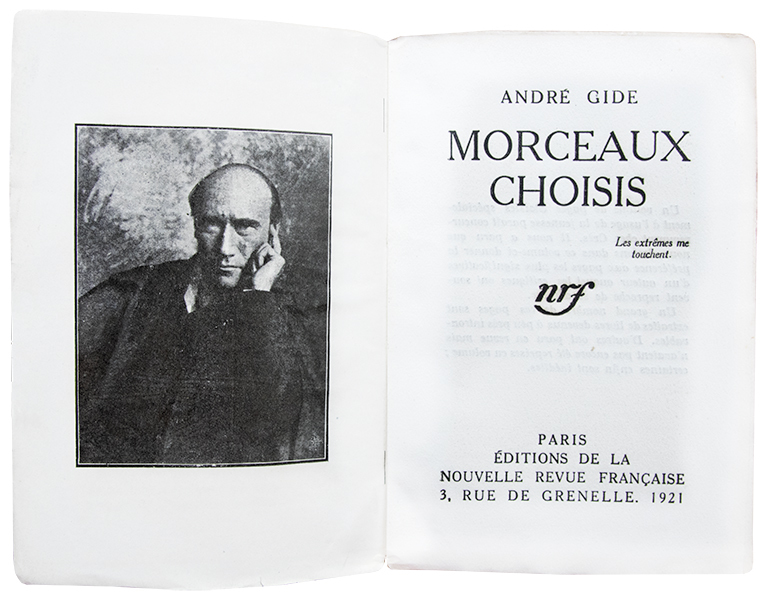 ANDRÉ GIDE
MORCEAUX
CHOISIS
Les extrêmes me
touchent.
nrf
PARIS
ÉDITIONS DE LA
NOUVELLE REVUE FRANÇAISE
3, RUE DE GRENELLE. 1921